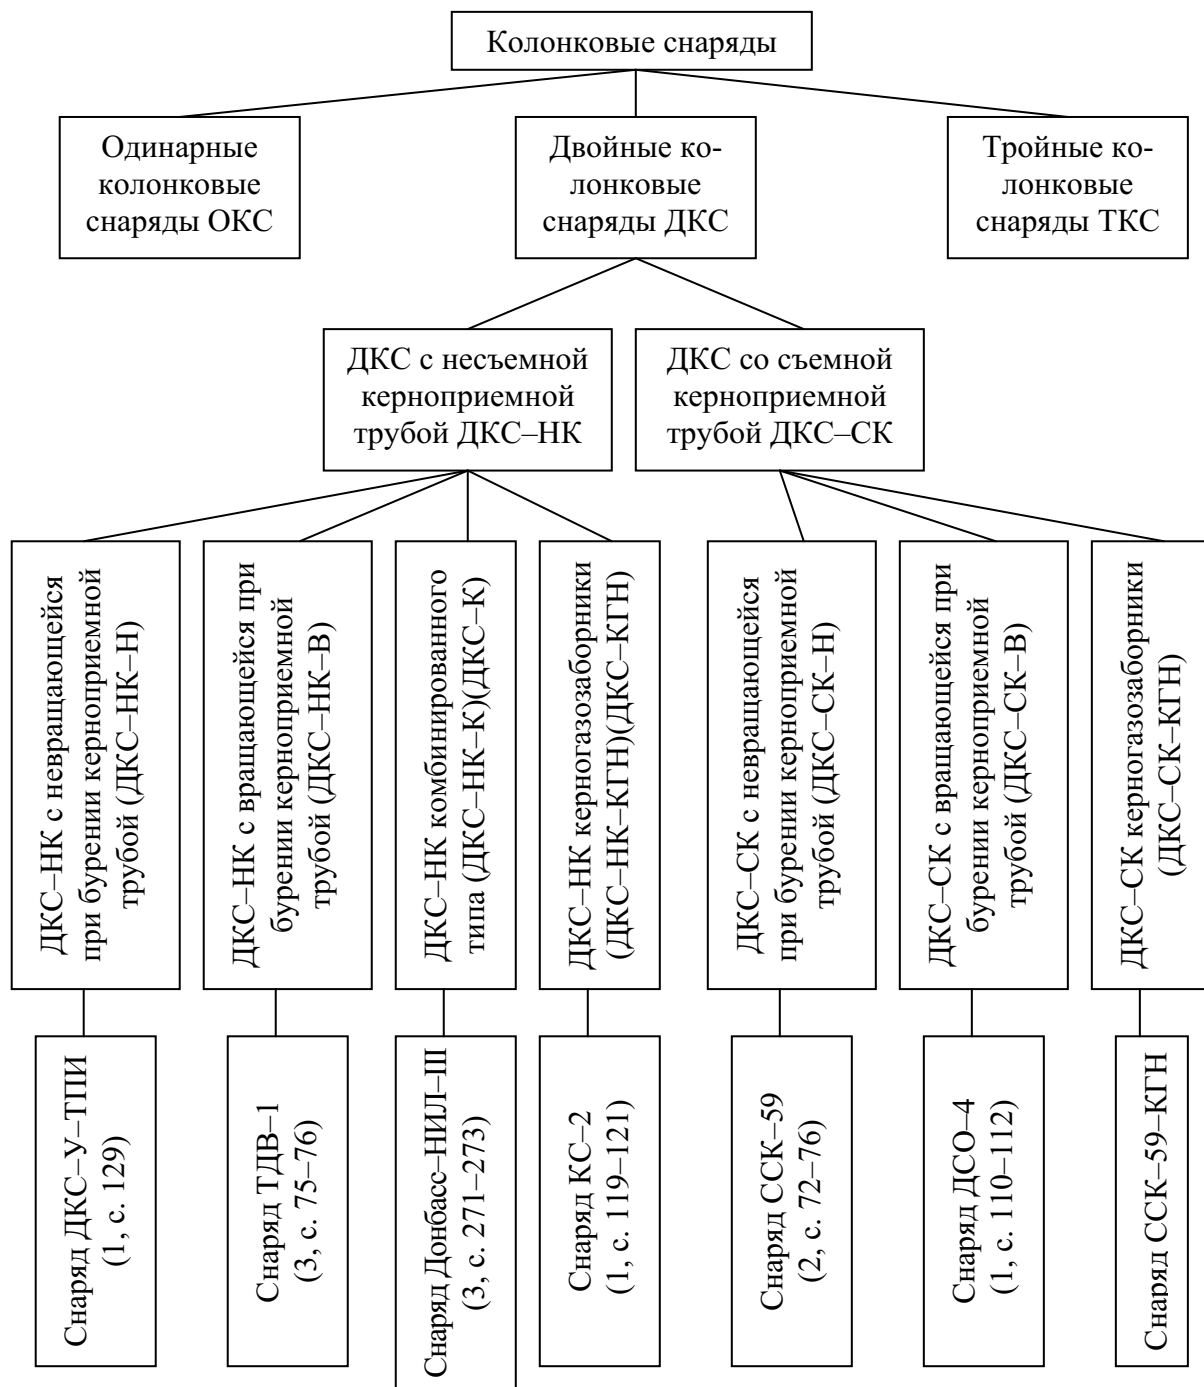 Колонковые снаряды
Одинарные
колонковые
снаряды ОКС
Двойные ко-
лонковые
снаряды ДКС
Тройные ко-
лонковые
снаряды ТКС
ДКС с несъемной
керноприемной
трубой ДКС–НК
ДКС со съемной
керноприемной
трубой ДКС–СК
ДКС–НК с невращающейся
при бурении керноприемной
трубой (ДКС–НК–Н)
ДКС–НК с вращающейся при
бурении керноприемной
трубой (ДКС–НК–В)
ДКС–НК комбинированного
типа (ДКС–НК–К)(ДКС–К)
ДКС–НК керногазозаборники
(ДКС–НК–КГН)(ДКС–КГН)
ДКС–СК с невращающейся
при бурении керноприемной
трубой (ДКС–СК–Н)
ДКС–СК с вращающейся при
бурении керноприемной
трубой (ДКС–СК–В)
ДКС–СК керногазозаборники
(ДКС–СК–КГН)
Снаряд ДКС–У–ТПИ
(1, с. 129)
Снаряд ТДВ–1
(3, с. 75–76)
Снаряд Донбасс–НИЛ–III
(3, с. 271–273)
Снаряд КС–2
(1, с. 119–121)
Снаряд ССК–59
(2, с. 72–76)
Снаряд ДСО–4
(1, с. 110–112)
Снаряд ССК–59–КГН